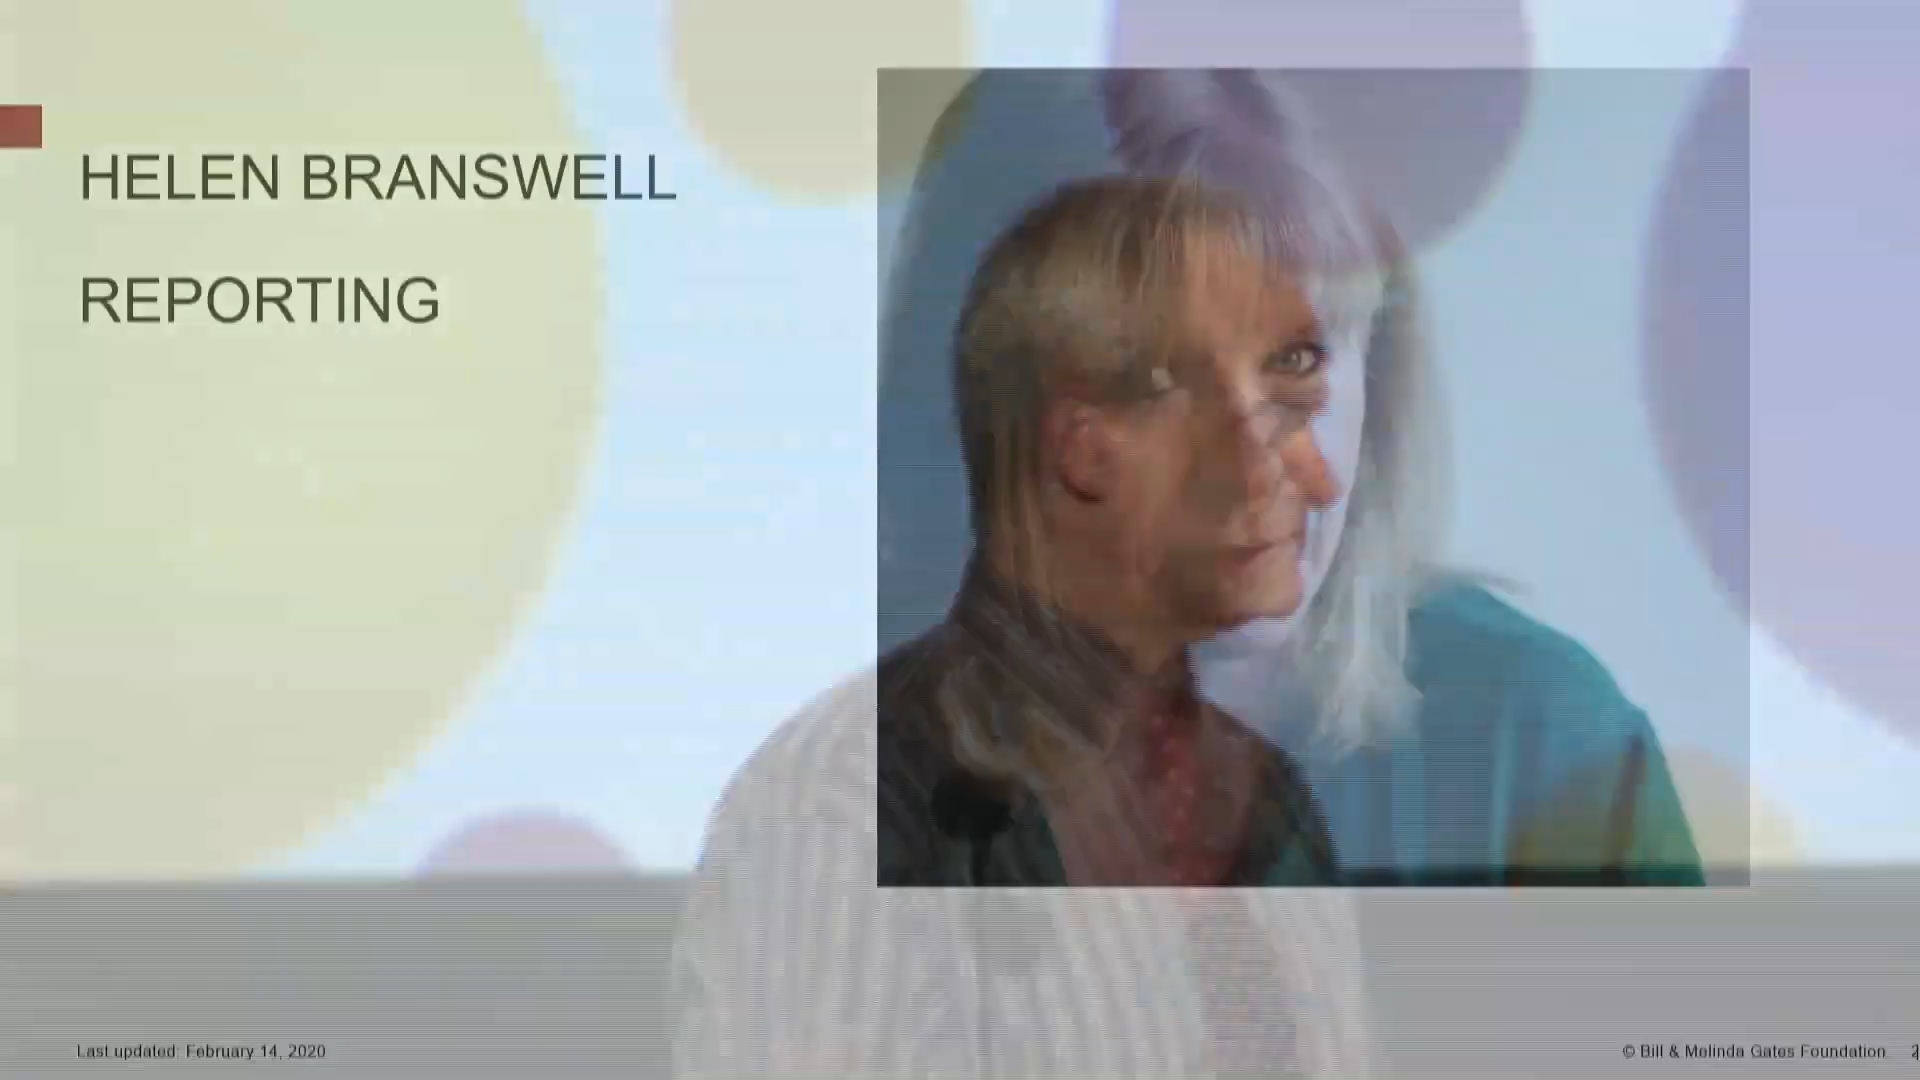 HELEN BRANSWELL
REPORTING
Last updated: February 14, 2020
© Bill & Melinda Gates Foundation